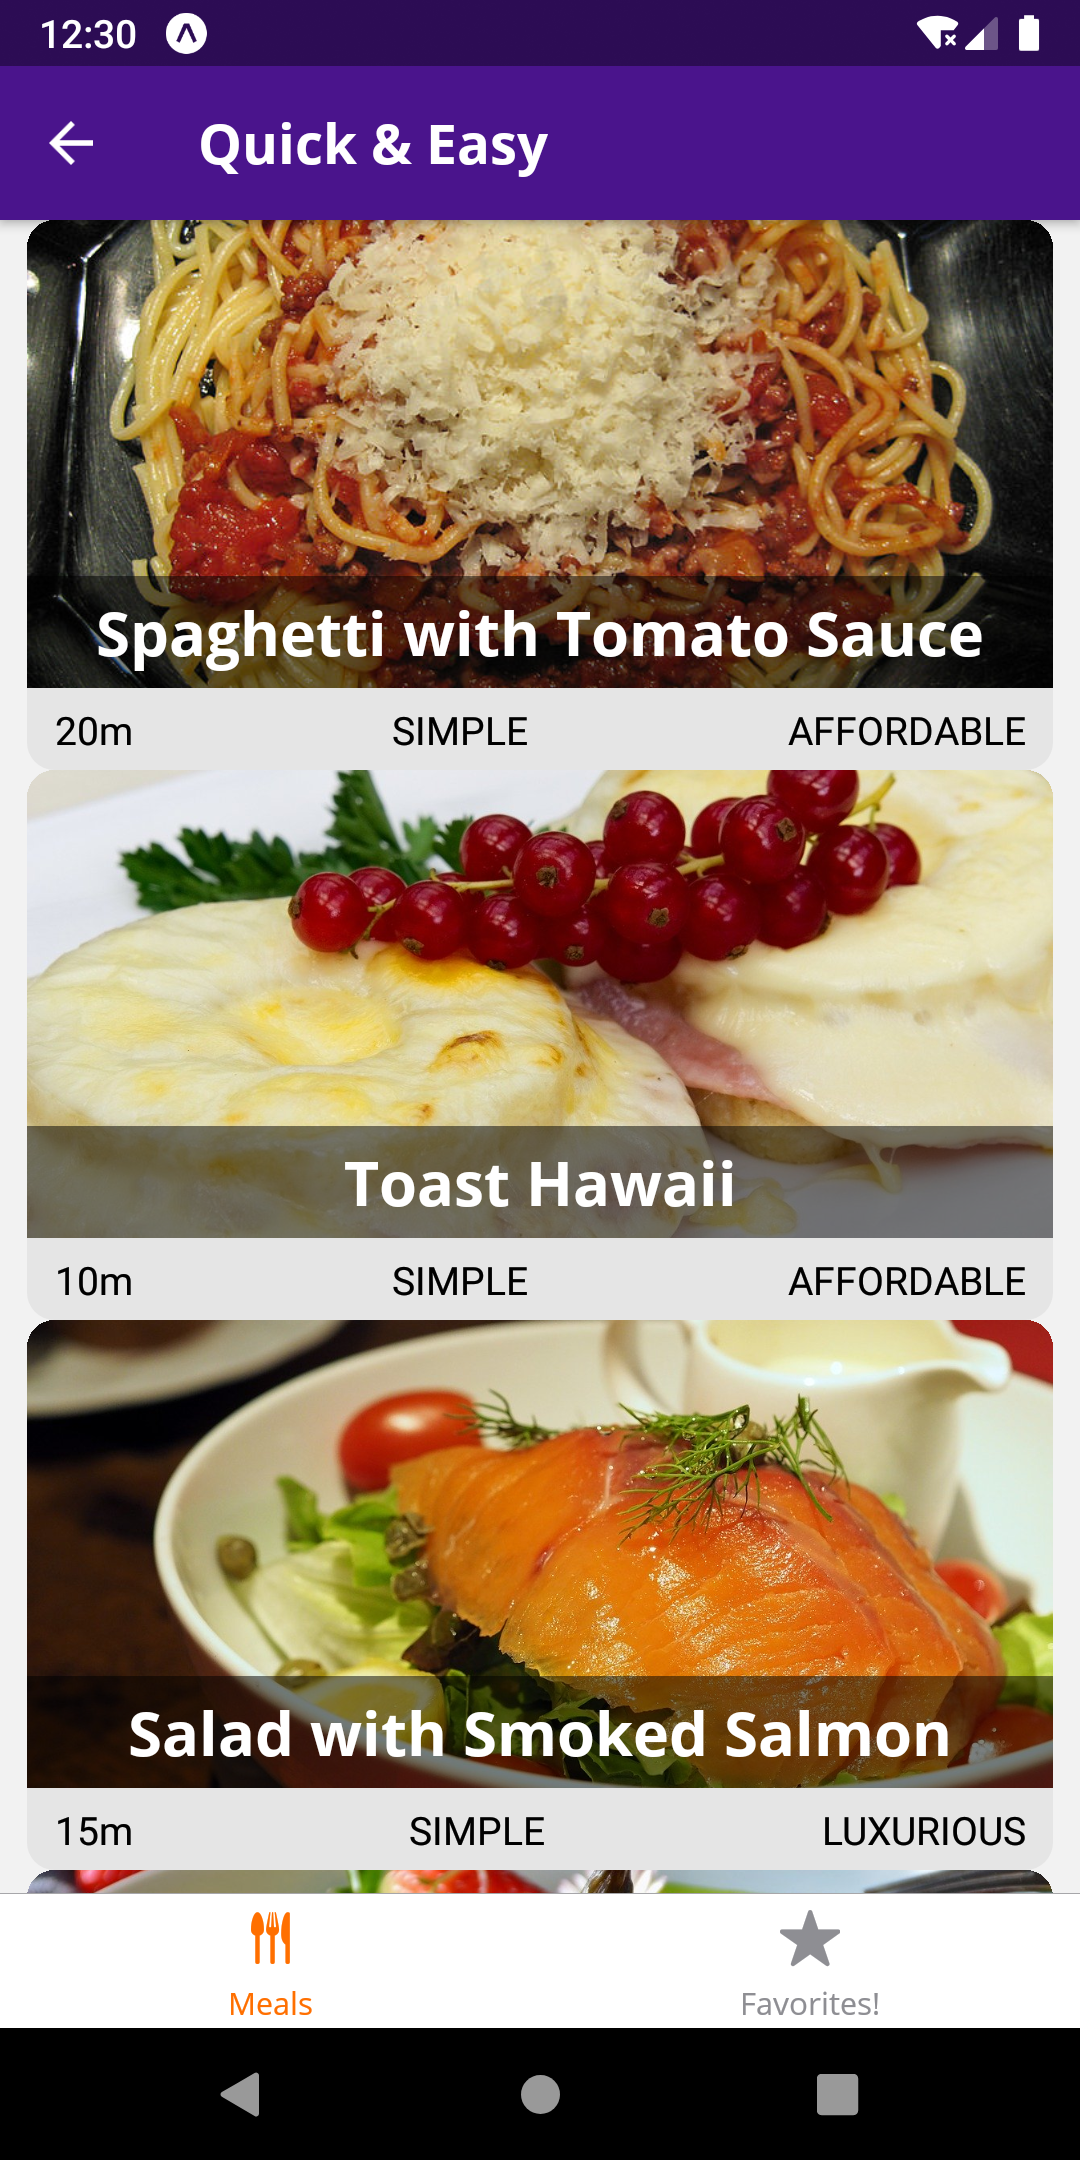 12:30
Quick & Easy
Spaghetti with Tomato Sauce
20m SIMPLE AFFORDABLE
Toast Hawaii
10m SIMPLE AFFORDABLE
Salad with Smoked Salmon
15m SIMPLE LUXURIOUS
Meals Favorites!